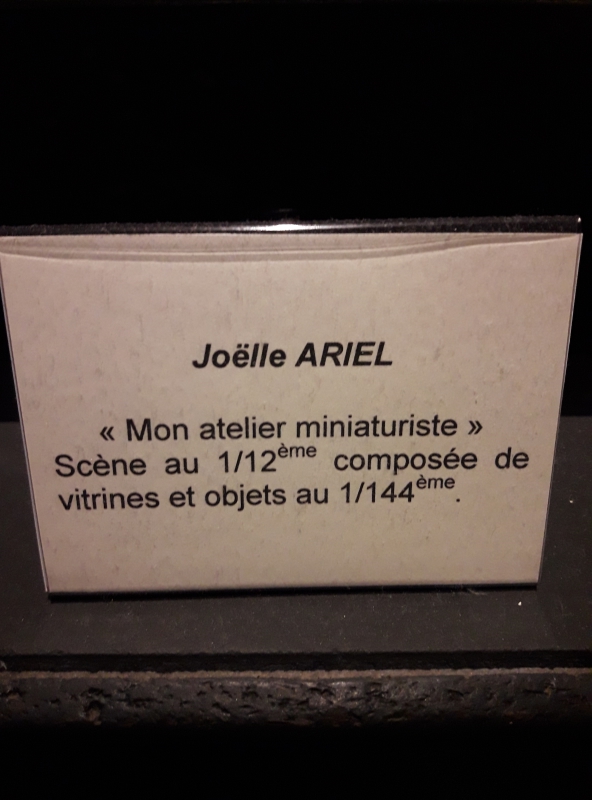 Joëlle ARIEL
« Mon atelier miniaturiste »
Scène au 1/12ème composée de
vitrines et objets au 1/144ème.